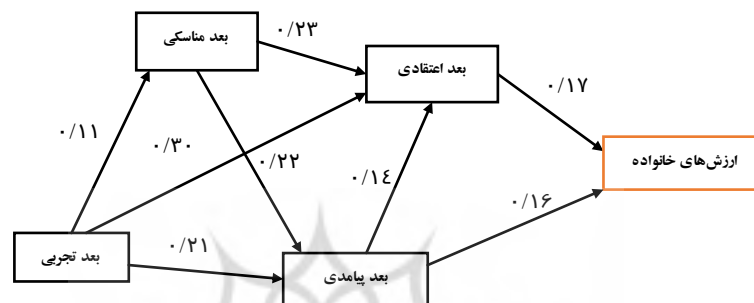 بعد مناسکی
۰/۲۳
بعد اعتقادی
۰/۱۷
۰/۱۱
۰/۳۰
۰/۲۲
۰/۱٤
ارزش‌های خانواده
۰/۱۶
بعد تجربی
۰/۲۱
بعد پیامدی